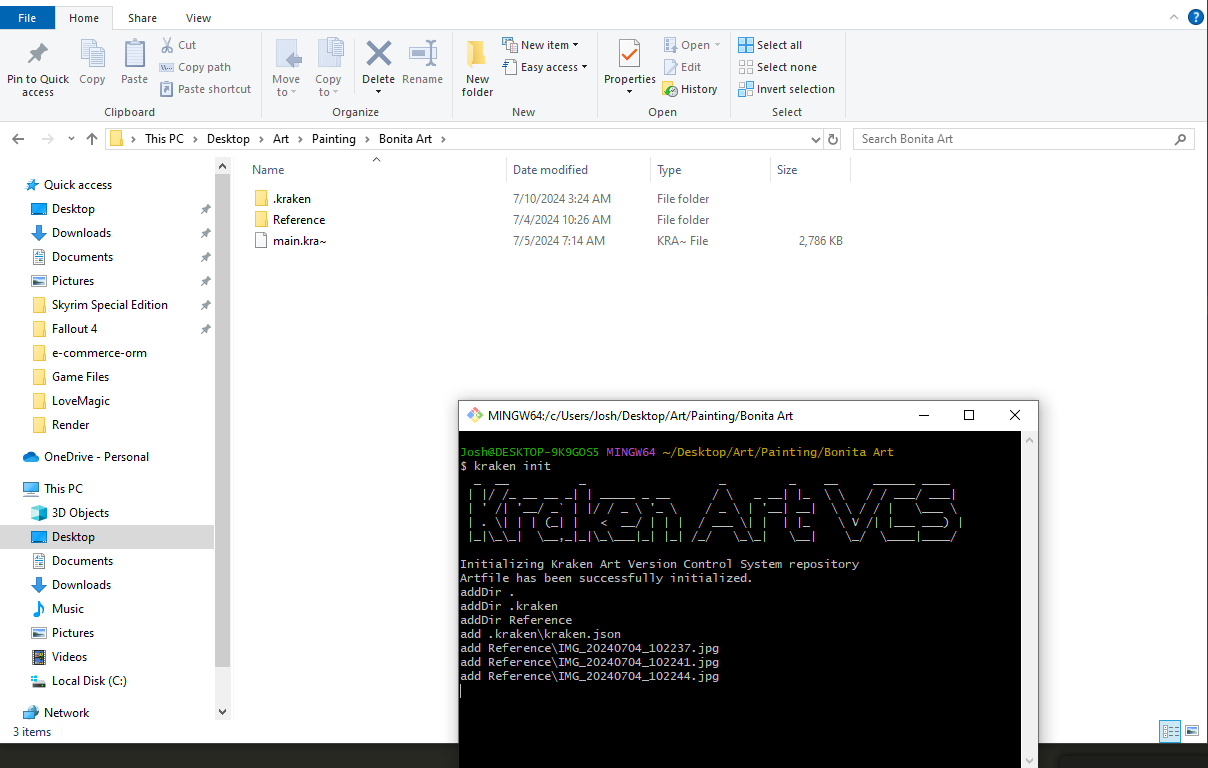 File Home Share View
Pin to Quick access
Copy
Paste
Cut
Copy path
Paste shortcut
Clipboard
Move to
Copy to
Delete
Rename
Organize
New folder
New item
Easy access
New
Properties
Open
Edit
History
Open
Select all
Select none
Invert selection
Select
This PC > Desktop > Art > Painting > Bonita Art >
Search Bonita Art
Quick access
Desktop
Downloads
Documents
Pictures
Skyrim Special Edition
Fallout 4
e-commerce-orm
Game Files
LoveMagic
Render
OneDrive - Personal
This PC
3D Objects
Desktop
Documents
Downloads
Music
Pictures
Videos
Local Disk (C:)
Network
3 items
Name Date modified Type Size
.kraken 7/10/2024 3:24 AM File folder
Reference 7/4/2024 10:26 AM File folder
main.kra~ 7/5/2024 7:14 AM KRA~ File 2,786 KB
MINGW64:/c/Users/Josh/Desktop/Art/Painting/Bonita Art
Josh@DESKTOP-9K9GOS5 MINGW64 ~/Desktop/Art/Painting/Bonita Art
$ kraken init
Kraken Art VCS
Initializing Kraken Art Version Control System repository
Artfile has been successfully initialized.
addDir .
addDir .kraken
addDir Reference
add .kraken\kraken.json
add Reference\IMG_20240704_102237.jpg
add Reference\IMG_20240704_102241.jpg
add Reference\IMG_20240704_102244.jpg